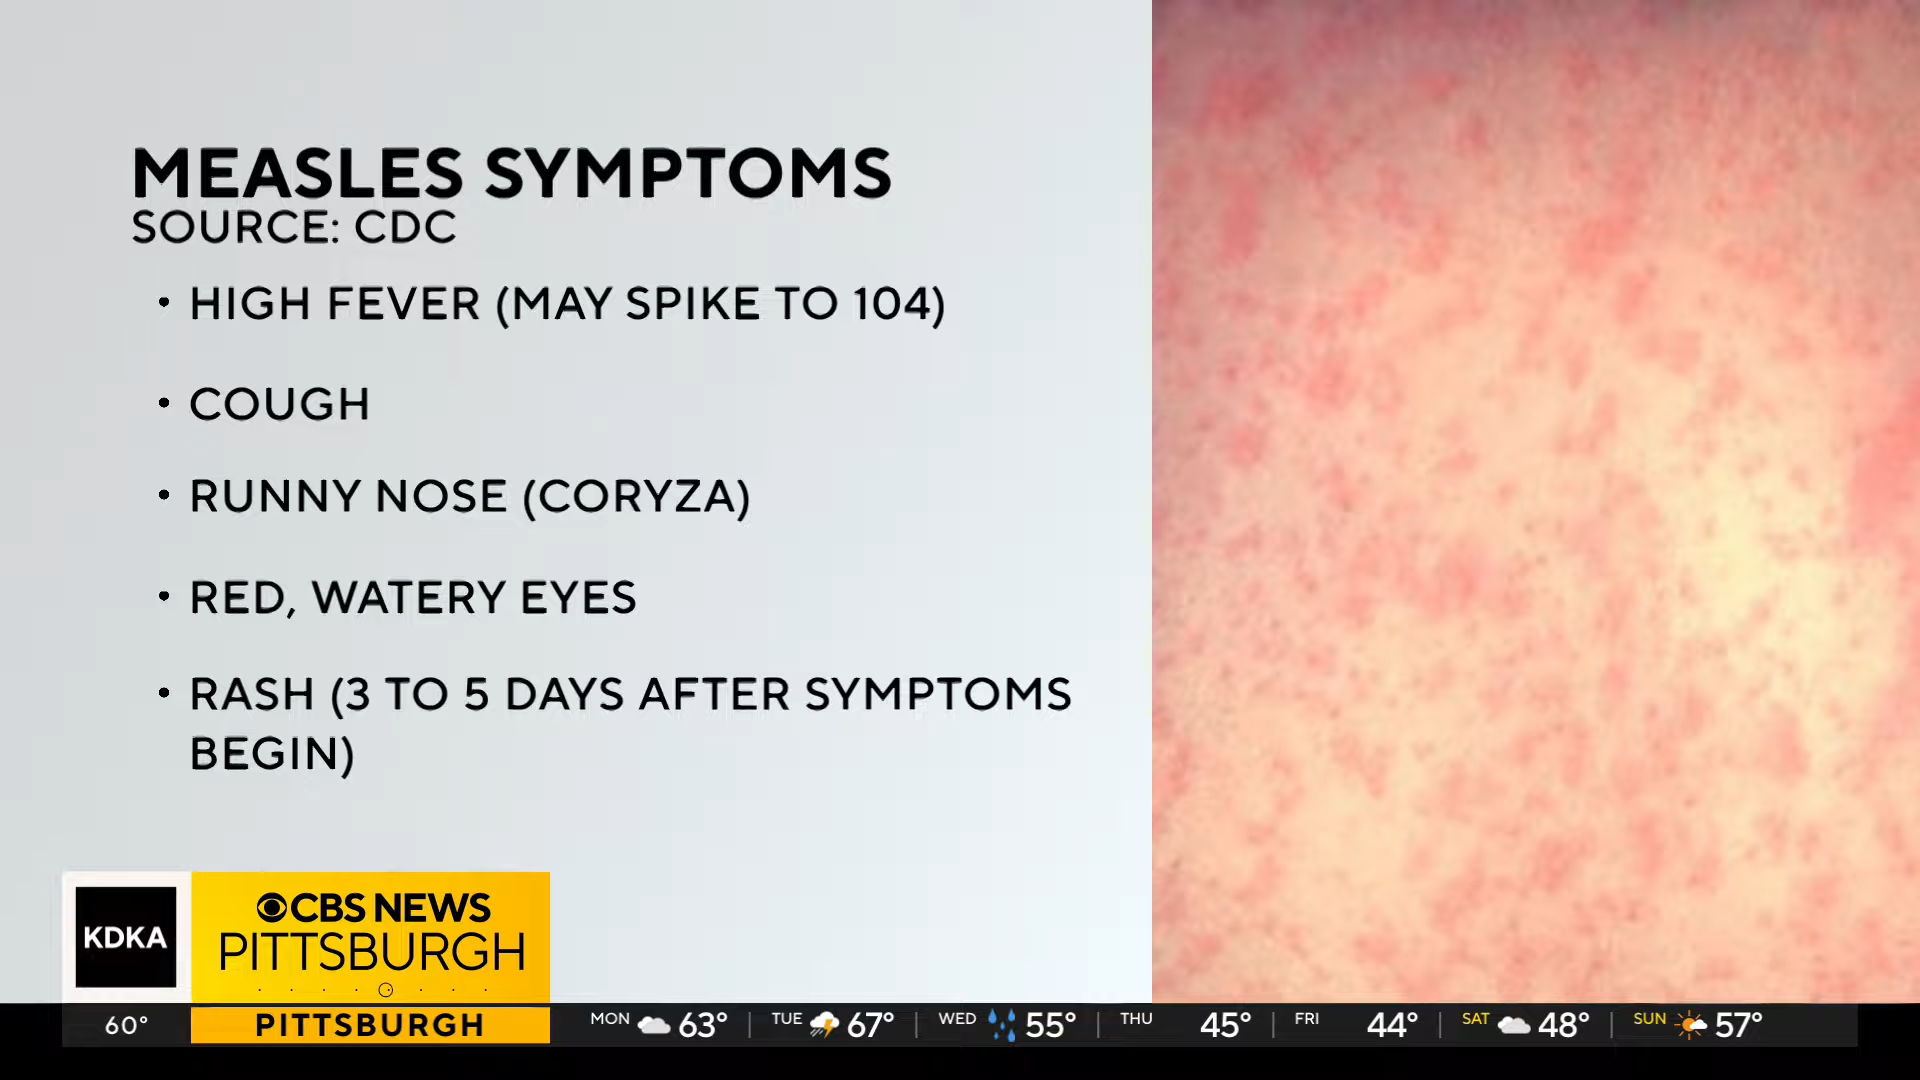 MEASLES SYMPTOMS
SOURCE: CDC
• HIGH FEVER (MAY SPIKE TO 104)
• COUGH
• RUNNY NOSE (CORYZA)
• RED, WATERY EYES
• RASH (3 TO 5 DAYS AFTER SYMPTOMS
BEGIN)
KDKA
CBS NEWS
PITTSBURGH
60° PITTSBURGH MON 63° TUE 67° WED 55° THU 45° FRI 44° SAT 48° SUN 57°